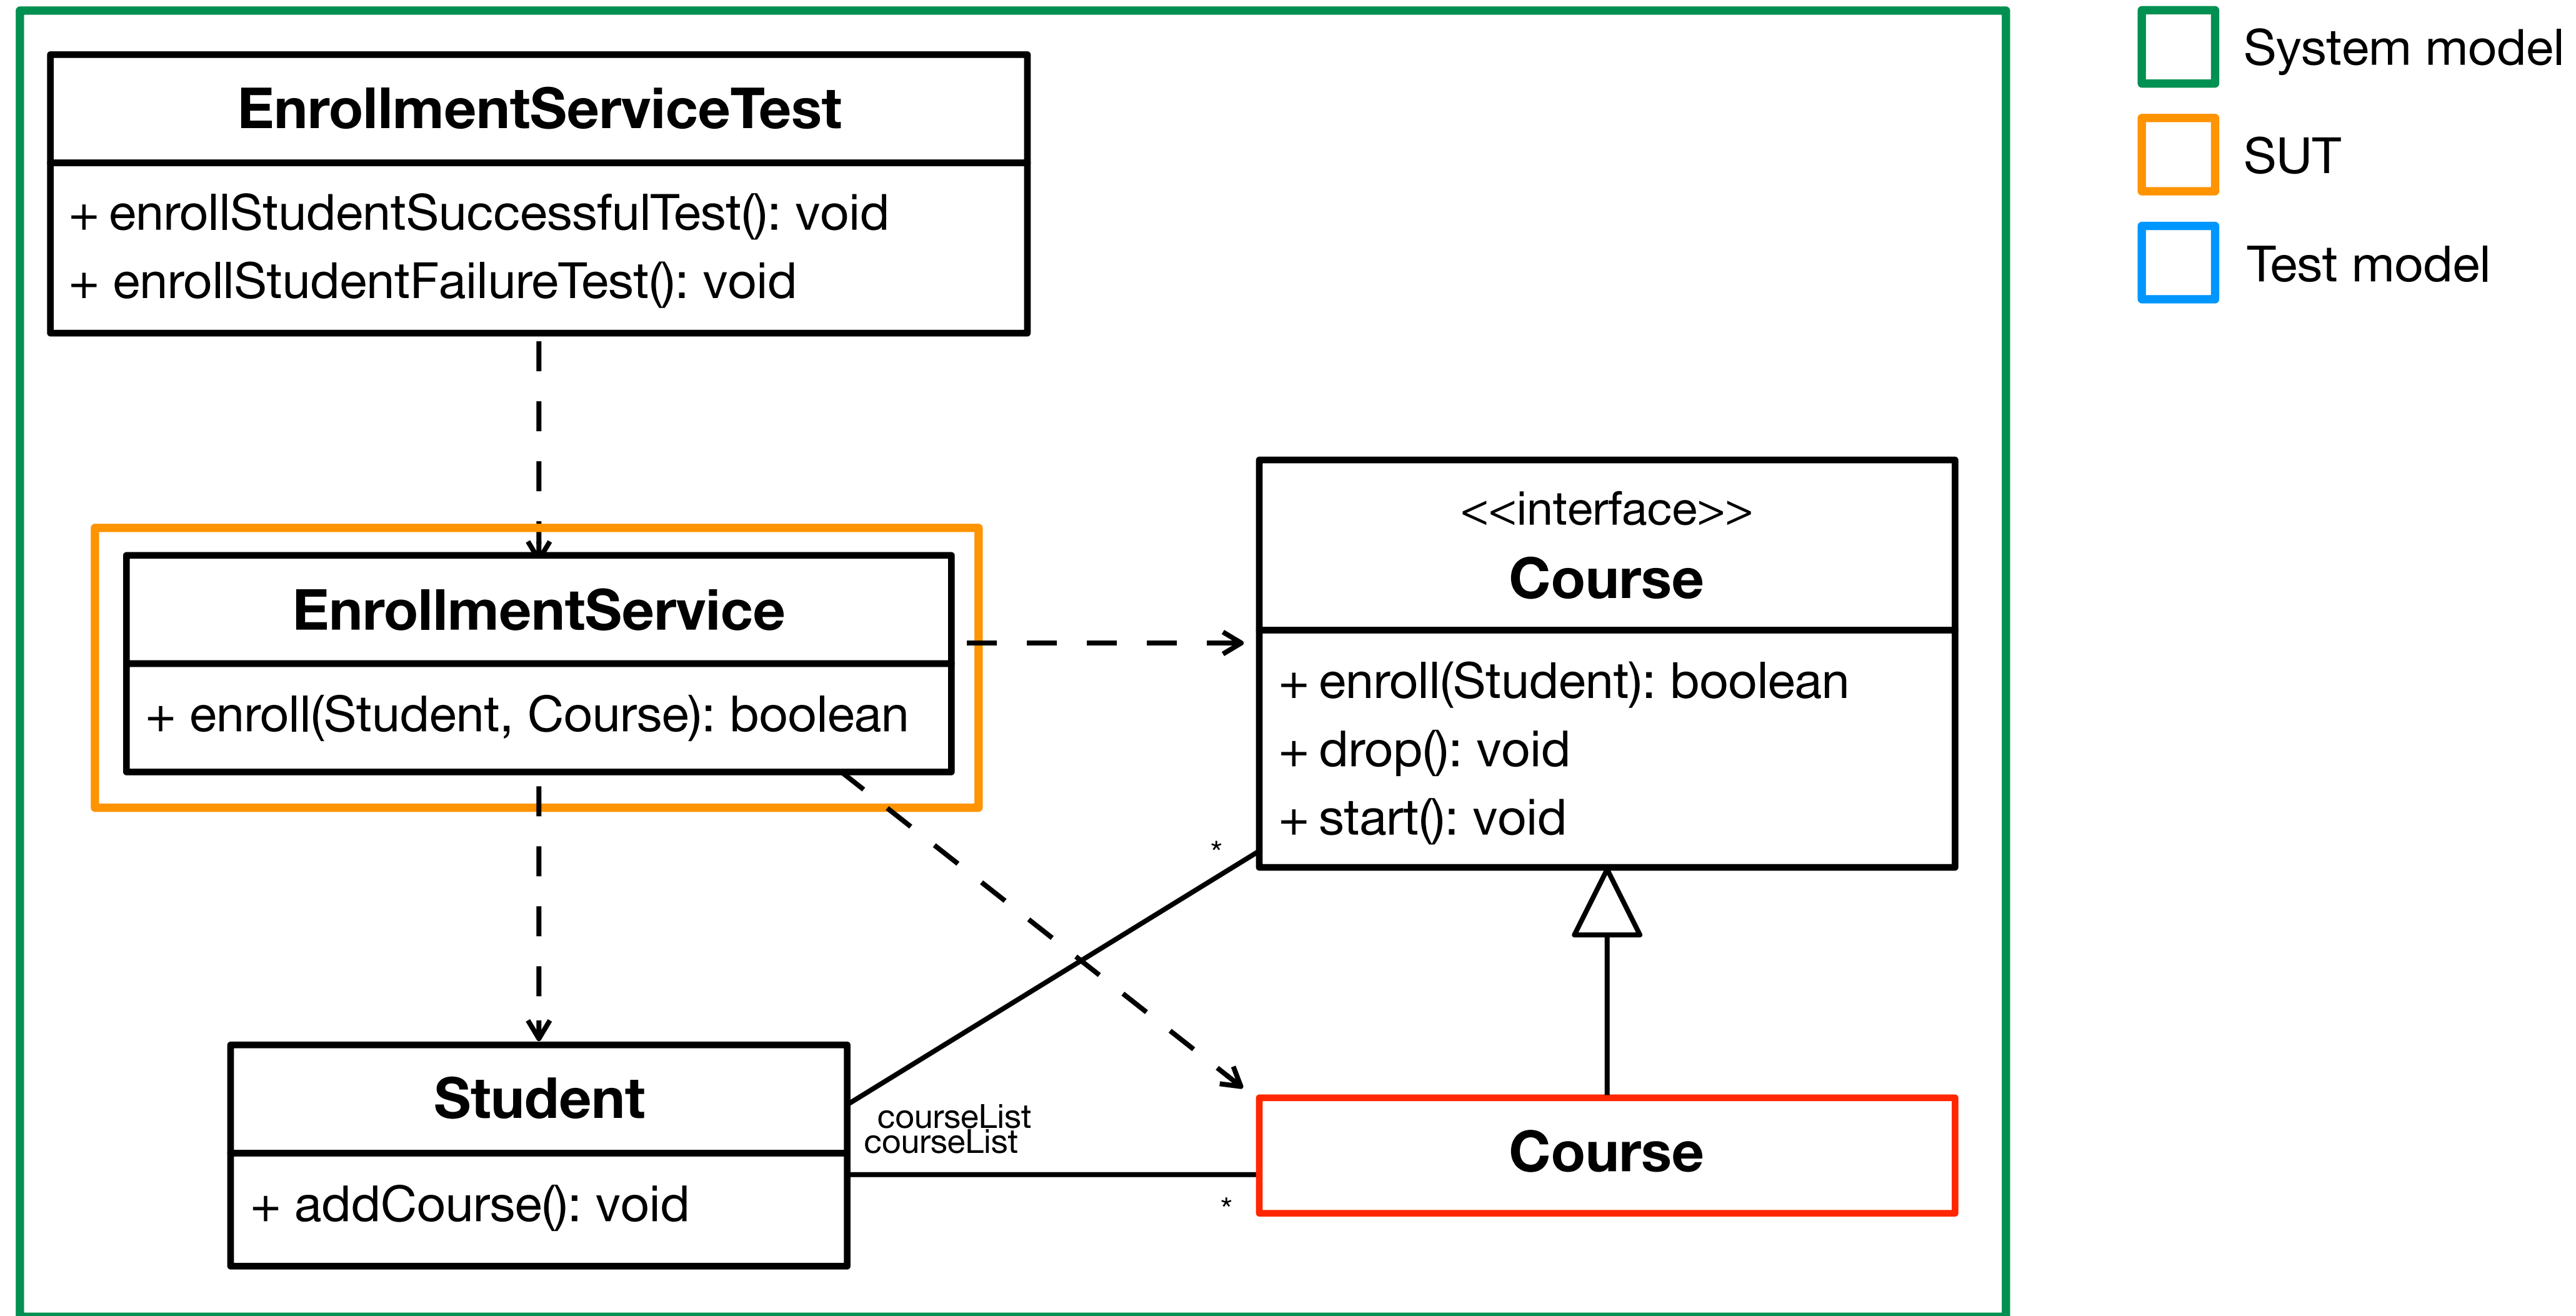 EnrollmentServiceTest
+ enrollStudentSuccessfulTest(): void
+ enrollStudentFailureTest(): void
EnrollmentService
+ enroll(Student, Course): boolean
<<interface>>
Course
+ enroll(Student): boolean
+ drop(): void
+ start(): void
*
Student
+ addCourse(): void
courseList
courseList
*
Course
System model
SUT
Test model